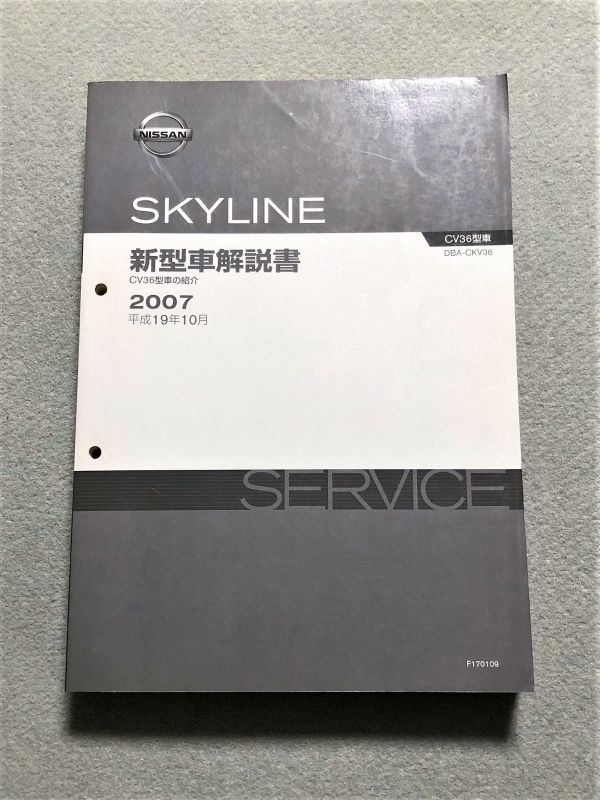 NISSAN
SKYLINE
CV36型車
DBA-CKV36
新型車解説書
CV36型車の紹介
2007
平成19年10月
SERVICE
F170109